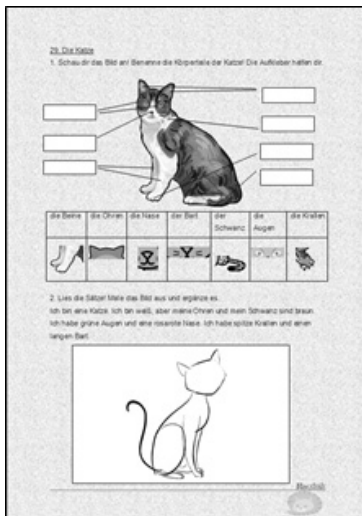 29. Die Katze
1. Schau dir das Bild an! Benenne die Körperteile der Katze! Die Aufkleber helfen dir.
die Beine die Ohren die Nase der Bart der Schwanz die Augen die Krallen
2. Lies die Sätze! Male das Bild aus und ergänze es.
Ich bin eine Katze. Ich bin weiß, aber meine Ohren und mein Schwanz sind braun.
Ich habe grüne Augen und eine rosarote Nase. Ich habe spitze Krallen und einen
langen Bart.